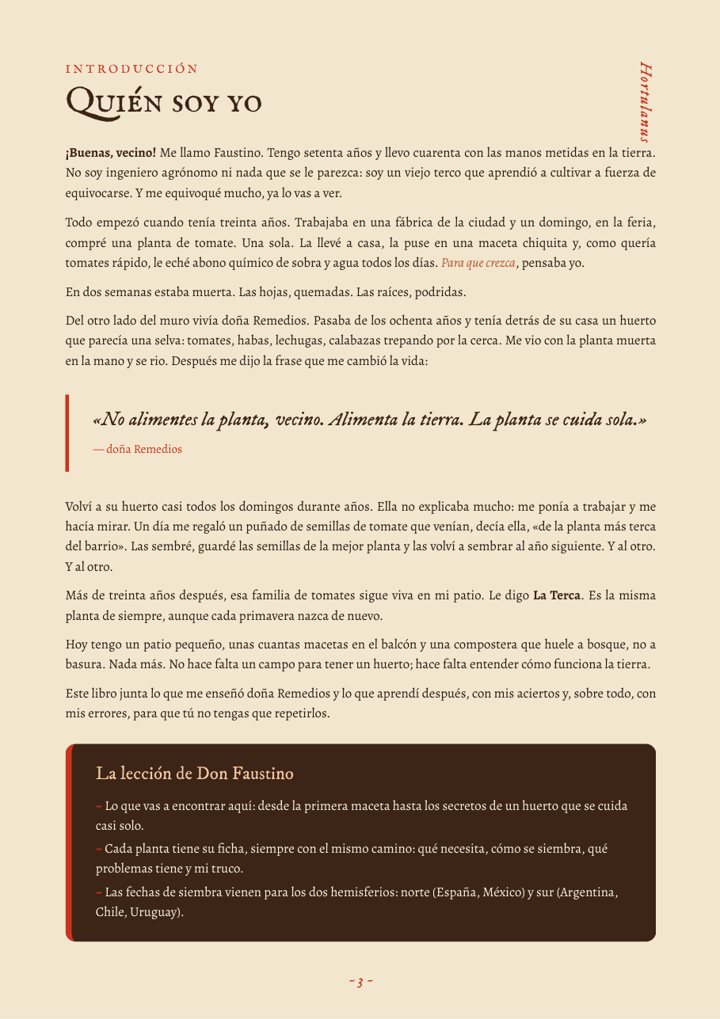 INTRODUCCIÓN
Hortulanus
Quién soy yo
¡Buenas, vecino! Me llamo Faustino. Tengo setenta años y llevo cuarenta con las manos metidas en la tierra.
No soy ingeniero agrónomo ni nada que se le parezca: soy un viejo terco que aprendió a cultivar a fuerza de
equivocarse. Y me equivoqué mucho, ya lo vas a ver.
Todo empezó cuando tenía treinta años. Trabajaba en una fábrica de la ciudad y un domingo, en la feria,
compré una planta de tomate. Una sola. La llevé a casa, la puse en una maceta chiquita y, como quería
tomates rápido, le eché abono químico de sobra y agua todos los días. Para que crezca, pensaba yo.
En dos semanas estaba muerta. Las hojas, quemadas. Las raíces, podridas.
Del otro lado del muro vivía doña Remedios. Pasaba de los ochenta años y tenía detrás de su casa un huerto
que parecía una selva: tomates, habas, lechugas, calabazas trepando por la cerca. Me vio con la planta muerta
en la mano y se rio. Después me dijo la frase que me cambió la vida:
«No alimentes la planta, vecino. Alimenta la tierra. La planta se cuida sola.»
— doña Remedios
Volví a su huerto casi todos los domingos durante años. Ella no explicaba mucho: me ponía a trabajar y me
hacía mirar. Un día me regaló un puñado de semillas de tomate que venían, decía ella, «de la planta más terca
del barrio». Las sembré, guardé las semillas de la mejor planta y las volví a sembrar al año siguiente. Y al otro.
Y al otro.
Más de treinta años después, esa familia de tomates sigue viva en mi patio. Le digo La Terca. Es la misma
planta de siempre, aunque cada primavera nazca de nuevo.
Hoy tengo un patio pequeño, unas cuantas macetas en el balcón y una compostera que huele a bosque, no a
basura. Nada más. No hace falta un campo para tener un huerto; hace falta entender cómo funciona la tierra.
Este libro junta lo que me enseñó doña Remedios y lo que aprendí después, con mis aciertos y, sobre todo, con
mis errores, para que tú no tengas que repetirlos.
La lección de Don Faustino
~ Lo que vas a encontrar aquí: desde la primera maceta hasta los secretos de un huerto que se cuida
casi solo.
~ Cada planta tiene su ficha, siempre con el mismo camino: qué necesita, cómo se siembra, qué
problemas tiene y mi truco.
~ Las fechas de siembra vienen para los dos hemisferios: norte (España, México) y sur (Argentina,
Chile, Uruguay).
~ 3 ~